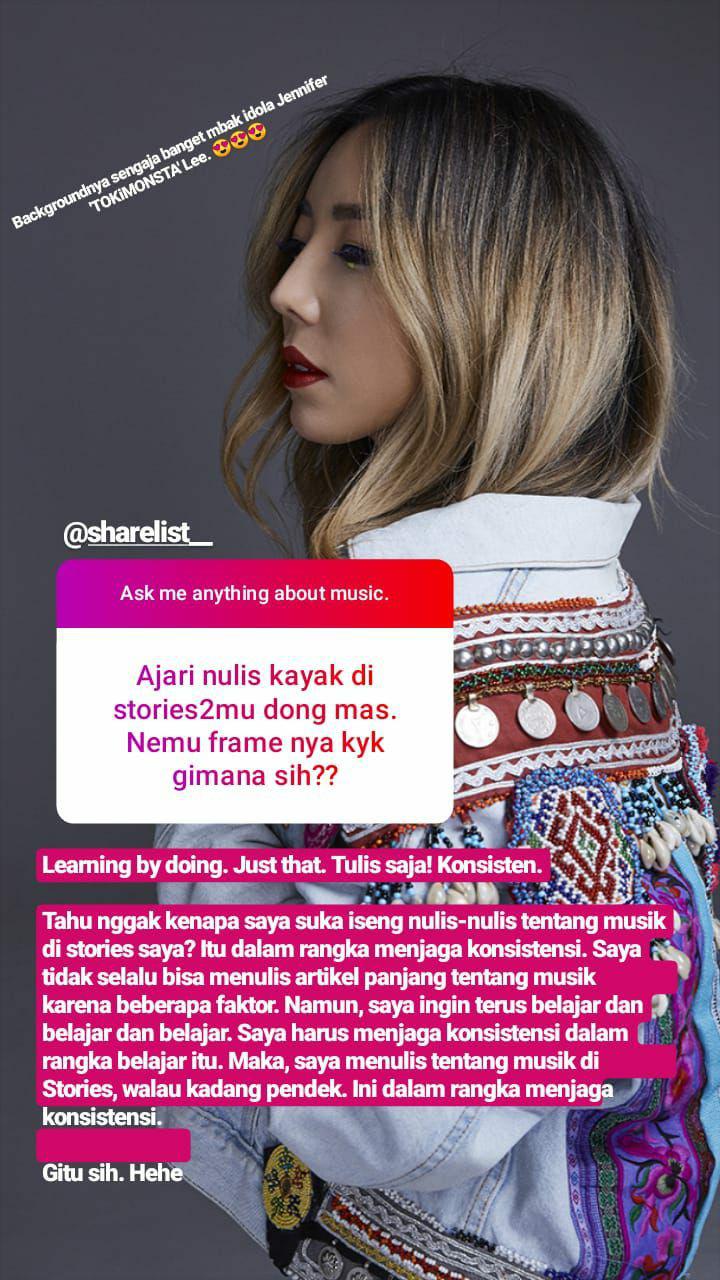 Backgroundnya sengaja banget mbak idola Jennifer
'TOKiMONSTA' Lee. 😍😍😍
@sharelist__
Ask me anything about music.
Ajari nulis kayak di
stories2mu dong mas.
Nemu frame nya kyk
gimana sih??
Learning by doing. Just that. Tulis saja! Konsisten.
Tahu nggak kenapa saya suka iseng nulis-nulis tentang musik
di stories saya? Itu dalam rangka menjaga konsistensi. Saya
tidak selalu bisa menulis artikel panjang tentang musik
karena beberapa faktor. Namun, saya ingin terus belajar dan
belajar dan belajar. Saya harus menjaga konsistensi dalam
rangka belajar itu. Maka, saya menulis tentang musik di
Stories, walau kadang pendek. Ini dalam rangka menjaga
konsistensi.
Gitu sih. Hehe